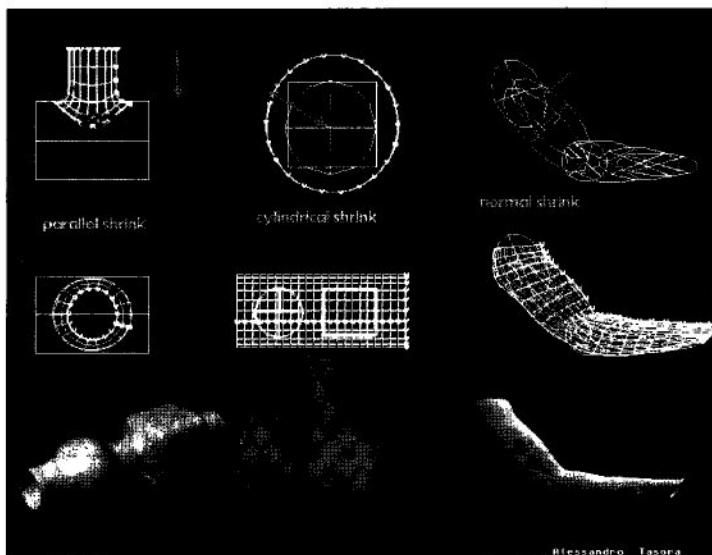 parallel shrink
cylindrical shrink
normal shrink
Alessandro Tasora